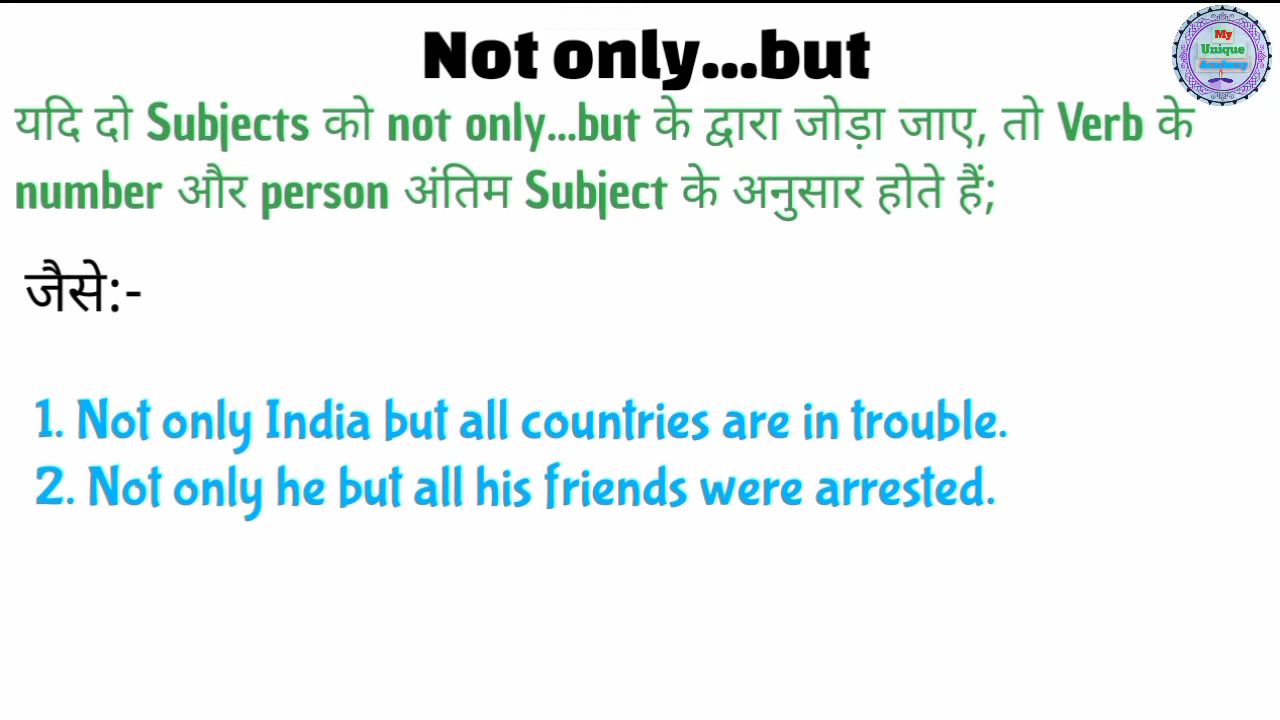 Not only...but
My
Unique
Academy
यदि दो Subjects को not only...but के द्वारा जोड़ा जाए, तो Verb के
number और person अंतिम Subject के अनुसार होते हैं;
जैसे:-
1. Not only India but all countries are in trouble.
2. Not only he but all his friends were arrested.